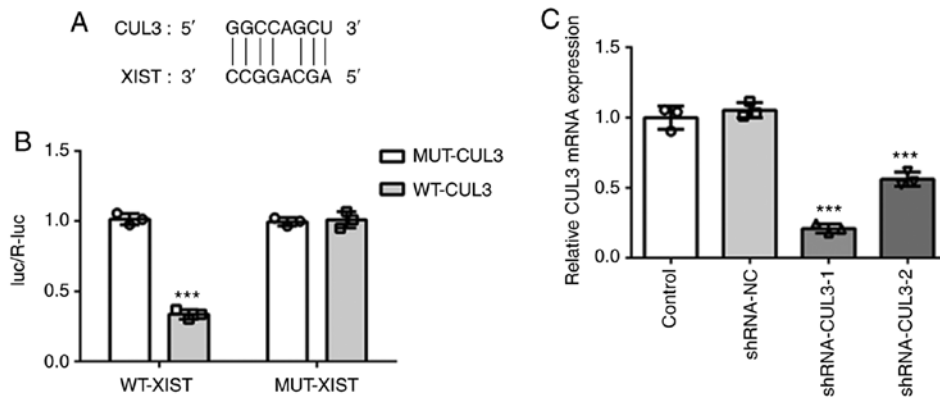 A
CUL3 : 5′ GGCCAGCU 3′
XIST : 3′ CCGGACGA 5′
B
luc/R-luc
1.5
1.0
0.5
0.0
***
WT-XIST
MUT-XIST
MUT-CUL3
WT-CUL3
C
Relative CUL3 mRNA expression
1.5
1.0
0.5
0.0
***
***
Control
shRNA-NC
shRNA-CUL3-1
shRNA-CUL3-2